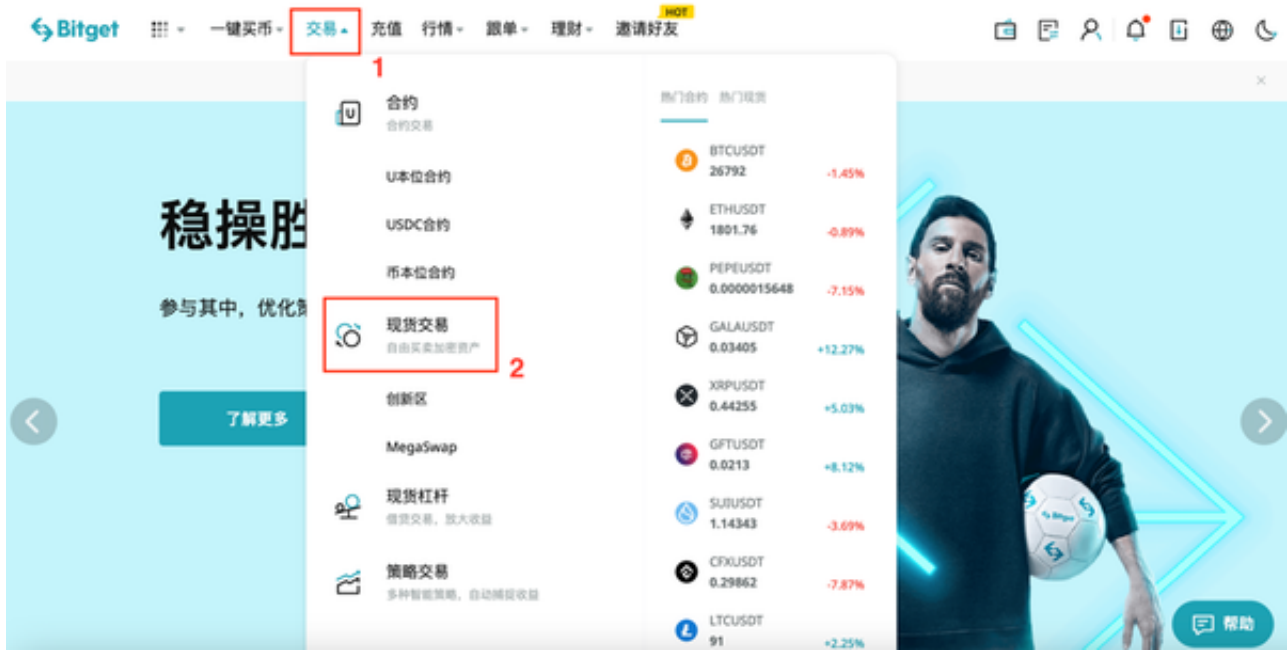 Bitget
一键买币
交易
充值
行情
跟单
理财
邀请好友
HOT
1
合约
合约交易
U本位合约
USDC合约
币本位合约
现货交易
自由买卖加密资产
2
创新区
MegaSwap
现货杠杆
借贷交易，放大收益
策略交易
多种智能策略，自动捕捉收益
热门合约 热门现货
BTCUSDT
26792 -1.45%
ETHUSDT
1801.76 -0.89%
PEPEUSDT
0.0000015648 -7.15%
GALAUSDT
0.03405 +12.27%
XRPUSDT
0.44255 +5.03%
GFTUSDT
0.0213 +8.12%
SUIUSDT
1.14343 -3.69%
CFXUSDT
0.29862 -7.87%
LTCUSDT
91 +2.25%
稳操胜
参与其中，优化策
了解更多
Bitget
帮助